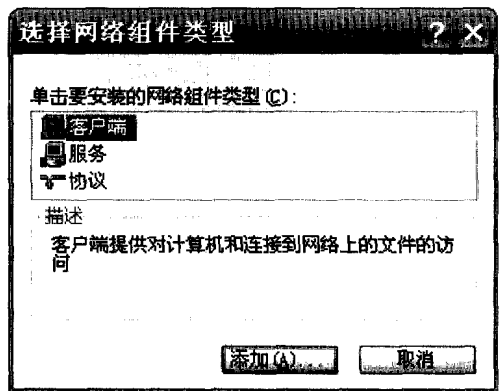 选择网络组件类型
单击要安装的网络组件类型(C):
客户端
服务
协议
描述
客户端提供对计算机和连接到网络上的文件的访
问
添加(A)...
取消